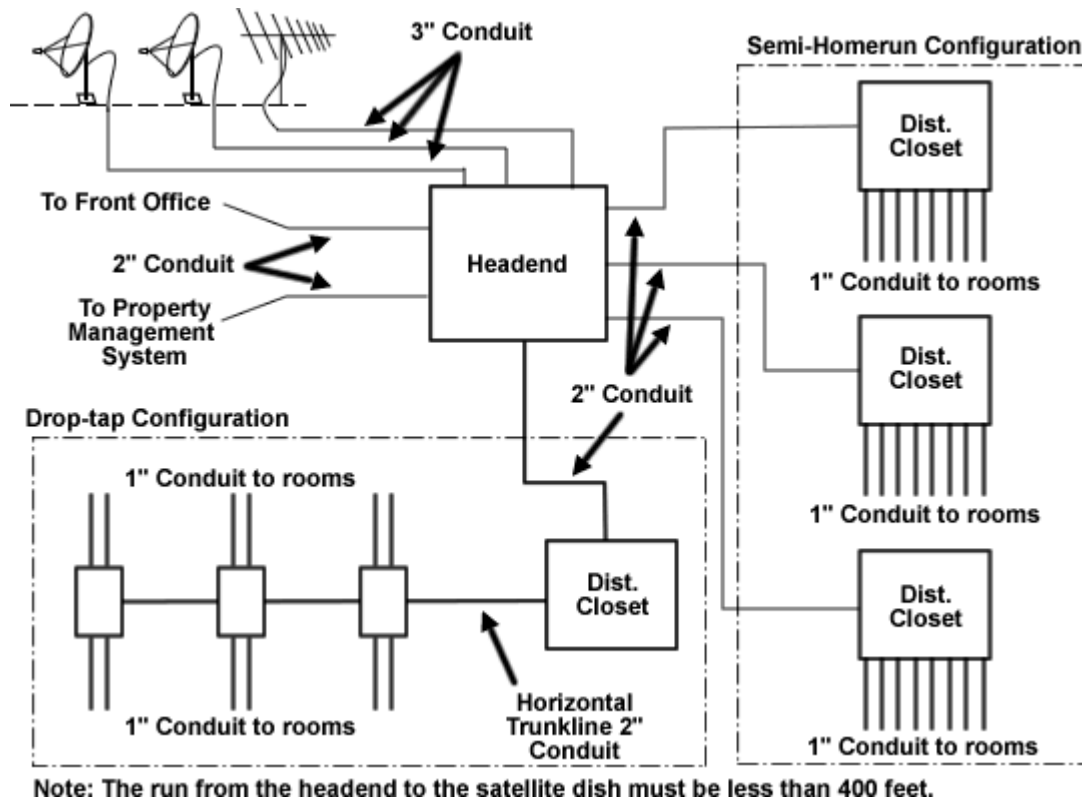 3" Conduit
Semi-Homerun Configuration
Dist.
Closet
1" Conduit to rooms
To Front Office
2" Conduit
To Property
Management
System
Headend
2" Conduit
Dist.
Closet
1" Conduit to rooms
Drop-tap Configuration
1" Conduit to rooms
Dist.
Closet
1" Conduit to rooms
Horizontal
Trunkline 2"
Conduit
Dist.
Closet
1" Conduit to rooms
Note: The run from the headend to the satellite dish must be less than 400 feet.